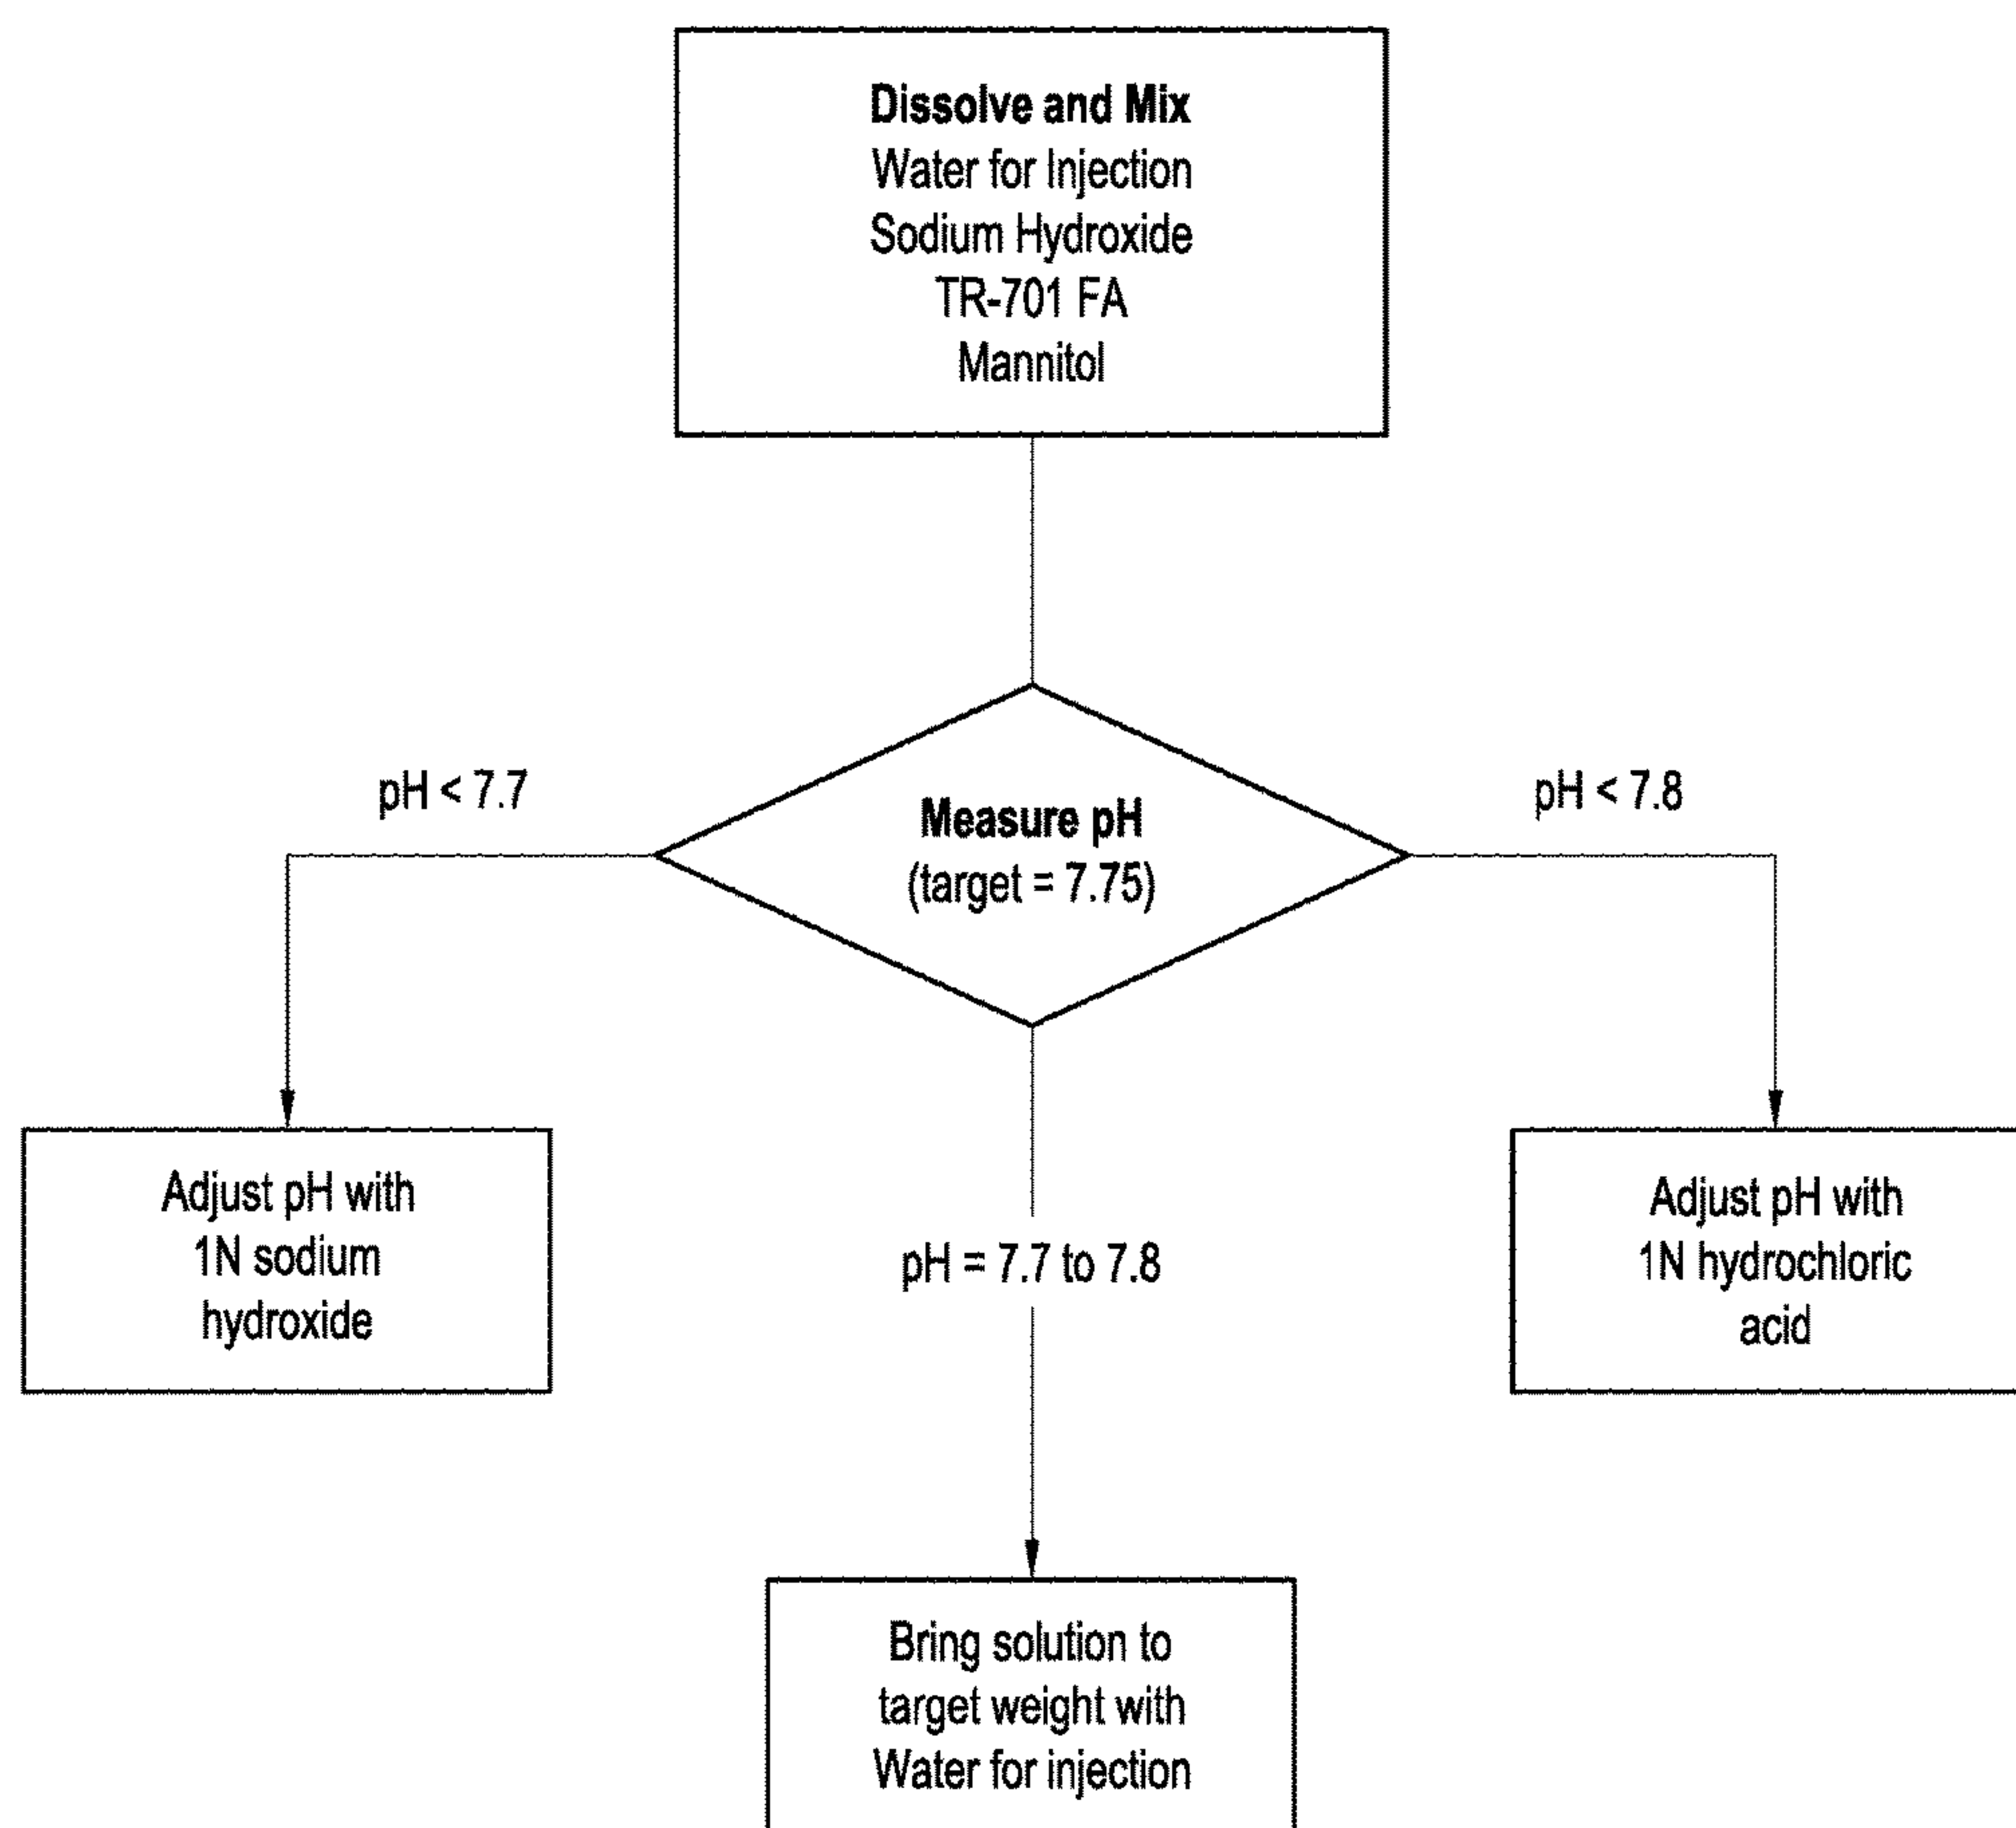 Dissolve and Mix
Water for Injection
Sodium Hydroxide
TR-701 FA
Mannitol
pH < 7.7
Measure pH
(target = 7.75)
pH < 7.8
Adjust pH with
1N sodium
hydroxide
pH = 7.7 to 7.8
Adjust pH with
1N hydrochloric
acid
Bring solution to
target weight with
Water for injection